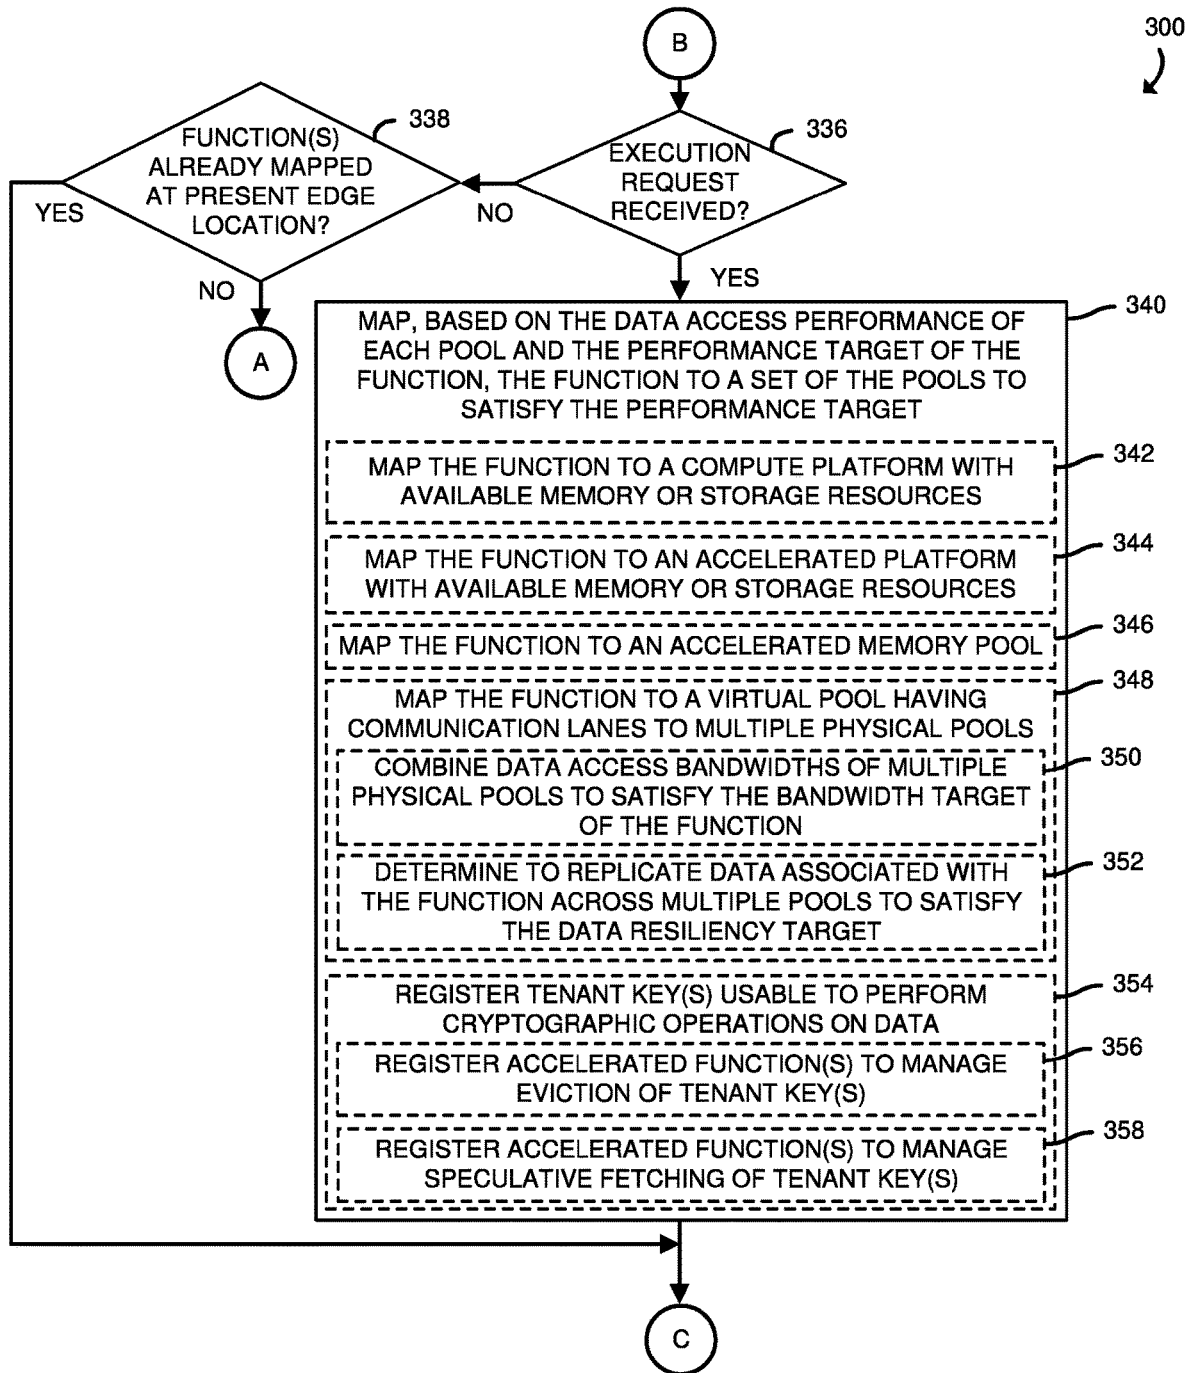 300
B
338
336
FUNCTION(S)
ALREADY MAPPED
AT PRESENT EDGE
LOCATION?
EXECUTION
REQUEST
RECEIVED?
YES
NO
NO
YES
A
340
MAP, BASED ON THE DATA ACCESS PERFORMANCE OF
EACH POOL AND THE PERFORMANCE TARGET OF THE
FUNCTION, THE FUNCTION TO A SET OF THE POOLS TO
SATISFY THE PERFORMANCE TARGET
342
MAP THE FUNCTION TO A COMPUTE PLATFORM WITH
AVAILABLE MEMORY OR STORAGE RESOURCES
344
MAP THE FUNCTION TO AN ACCELERATED PLATFORM
WITH AVAILABLE MEMORY OR STORAGE RESOURCES
346
MAP THE FUNCTION TO AN ACCELERATED MEMORY POOL
348
MAP THE FUNCTION TO A VIRTUAL POOL HAVING
COMMUNICATION LANES TO MULTIPLE PHYSICAL POOLS
350
COMBINE DATA ACCESS BANDWIDTHS OF MULTIPLE
PHYSICAL POOLS TO SATISFY THE BANDWIDTH TARGET
OF THE FUNCTION
352
DETERMINE TO REPLICATE DATA ASSOCIATED WITH
THE FUNCTION ACROSS MULTIPLE POOLS TO SATISFY
THE DATA RESILIENCY TARGET
354
REGISTER TENANT KEY(S) USABLE TO PERFORM
CRYPTOGRAPHIC OPERATIONS ON DATA
356
REGISTER ACCELERATED FUNCTION(S) TO MANAGE
EVICTION OF TENANT KEY(S)
358
REGISTER ACCELERATED FUNCTION(S) TO MANAGE
SPECULATIVE FETCHING OF TENANT KEY(S)
C